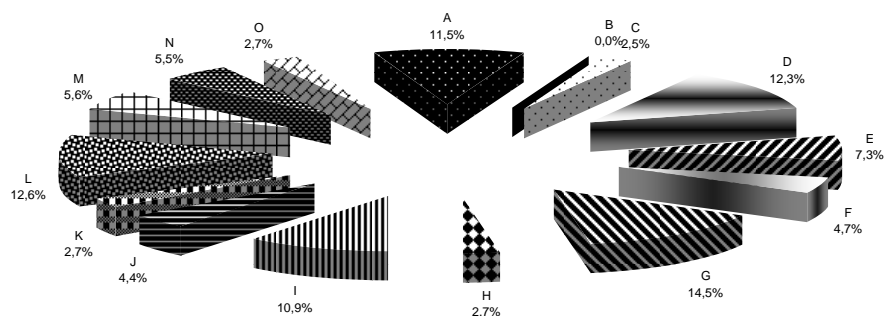 A
11,5%
B
0,0%
C
2,5%
D
12,3%
E
7,3%
F
4,7%
G
14,5%
H
2,7%
I
10,9%
J
4,4%
K
2,7%
L
12,6%
M
5,6%
N
5,5%
O
2,7%